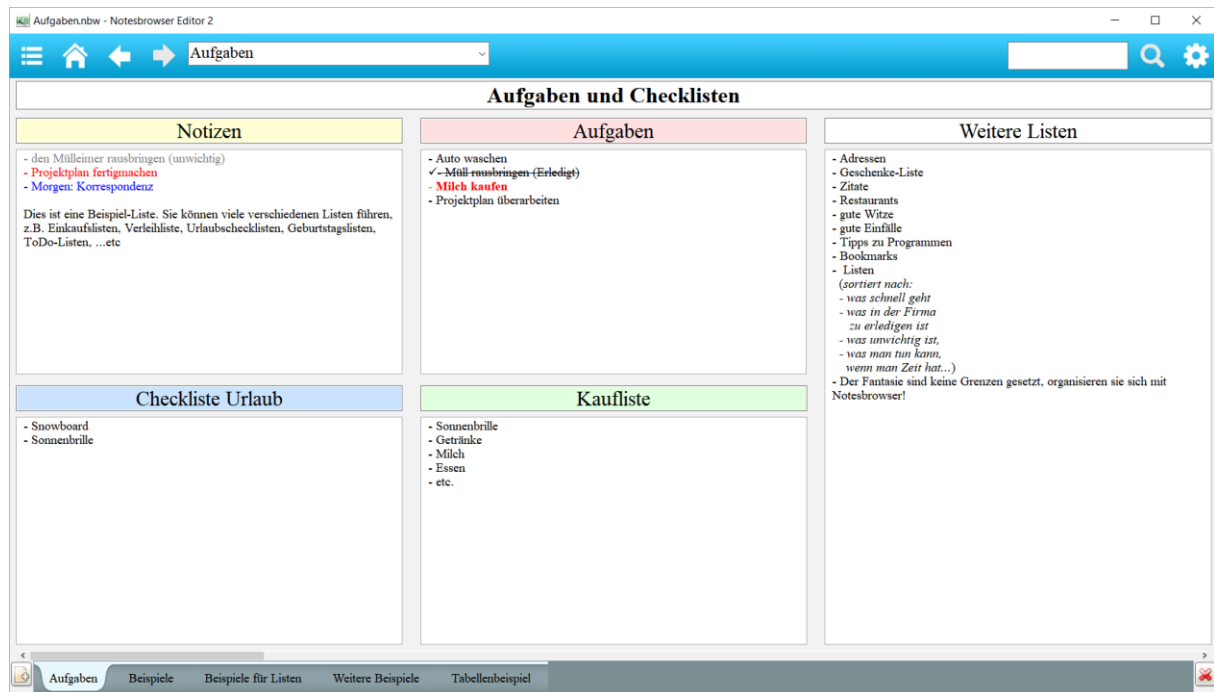 Aufgaben.nbw - Notesbrowser Editor 2
Aufgaben
Aufgaben und Checklisten
Notizen
- den Mülleimer rausbringen (unwichtig)
- Projektplan fertigmachen
- Morgen: Korrespondenz
Dies ist eine Beispiel-Liste. Sie können viele verschiedenen Listen führen,
z.B. Einkaufslisten, Verleihliste, Urlaubschecklisten, Geburtstagslisten,
ToDo-Listen, ...etc
Aufgaben
- Auto waschen
✓- Müll rausbringen (Erledigt)
- Milch kaufen
- Projektplan überarbeiten
Weitere Listen
- Adressen
- Geschenke-Liste
- Zitate
- Restaurants
- gute Witze
- gute Einfälle
- Tipps zu Programmen
- Bookmarks
- Listen
(sortiert nach:
- was schnell geht
- was in der Firma
zu erledigen ist
- was unwichtig ist,
- was man tun kann,
wenn man Zeit hat...)
- Der Fantasie sind keine Grenzen gesetzt, organisieren sie sich mit
Notesbrowser!
Checkliste Urlaub
- Snowboard
- Sonnenbrille
Kaufliste
- Sonnenbrille
- Getränke
- Milch
- Essen
- etc.
Aufgaben
Beispiele
Beispiele für Listen
Weitere Beispiele
Tabellenbeispiel